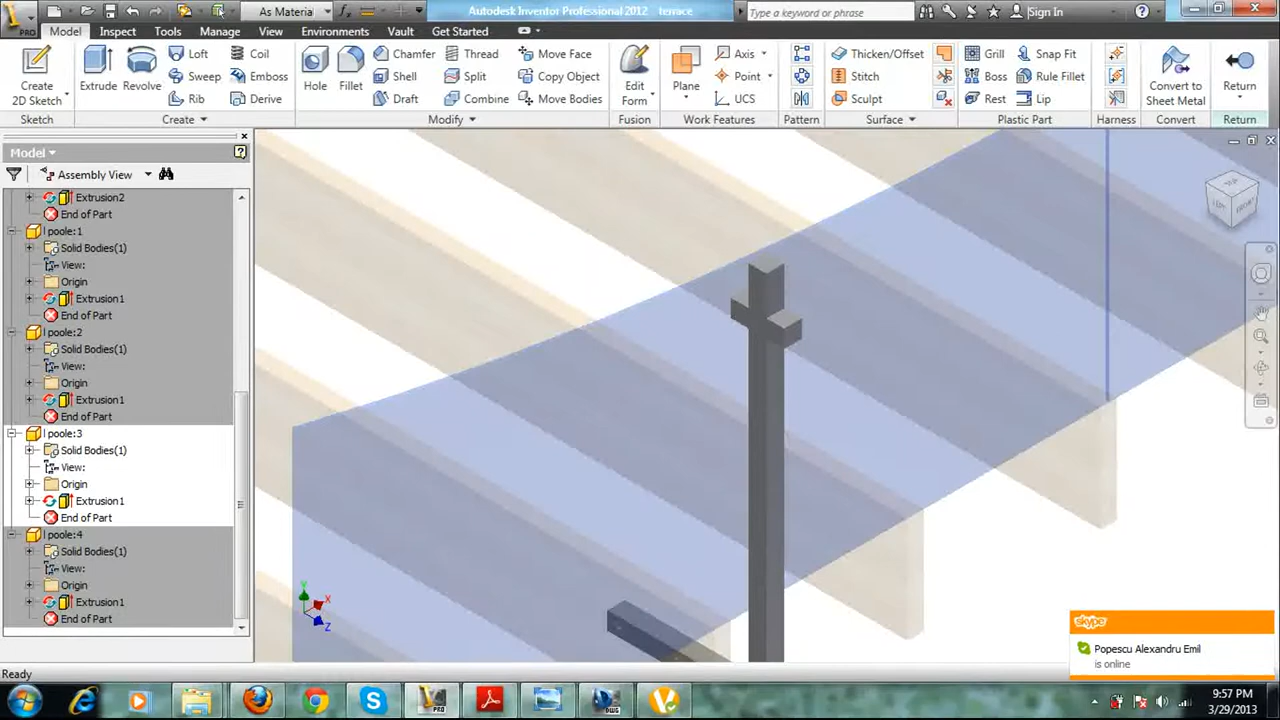 PRO
As Material
Autodesk Inventor Professional 2012 terrace
Type a keyword or phrase
Sign In
Model Inspect Tools Manage View Environments Vault Get Started
Create
2D Sketch
Sketch
Extrude
Revolve
Loft
Sweep
Rib
Coil
Emboss
Derive
Create
Hole
Fillet
Chamfer
Shell
Draft
Thread
Split
Combine
Move Face
Copy Object
Move Bodies
Modify
Edit
Form
Fusion
Plane
Axis
Point
UCS
Work Features
Pattern
Thicken/Offset
Stitch
Sculpt
Surface
Grill
Boss
Rest
Snap Fit
Rule Fillet
Lip
Plastic Part
Harness
Convert to
Sheet Metal
Convert
Return
Return
Model
Assembly View
Extrusion2
End of Part
l poole:1
Solid Bodies(1)
View:
Origin
Extrusion1
End of Part
l poole:2
Solid Bodies(1)
View:
Origin
Extrusion1
End of Part
l poole:3
Solid Bodies(1)
View:
Origin
Extrusion1
End of Part
l poole:4
Solid Bodies(1)
View:
Origin
Extrusion1
End of Part
TOP
LEFT
FRONT
Y
X
Z
skype
Popescu Alexandru Emil
is online
Ready
PRO
DWG
9:57 PM
3/29/2013